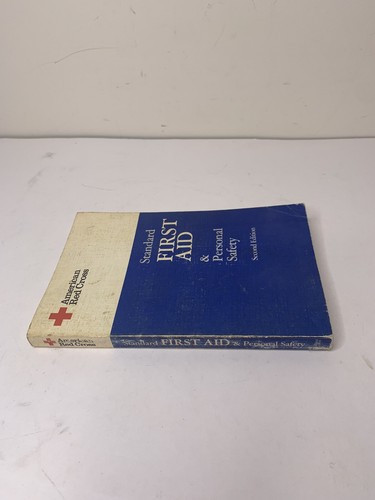 American
Red Cross
Standard
FIRST
AID
&
Personal
Safety
Second Edition
American
Red Cross
Standard FIRST AID & Personal Safety